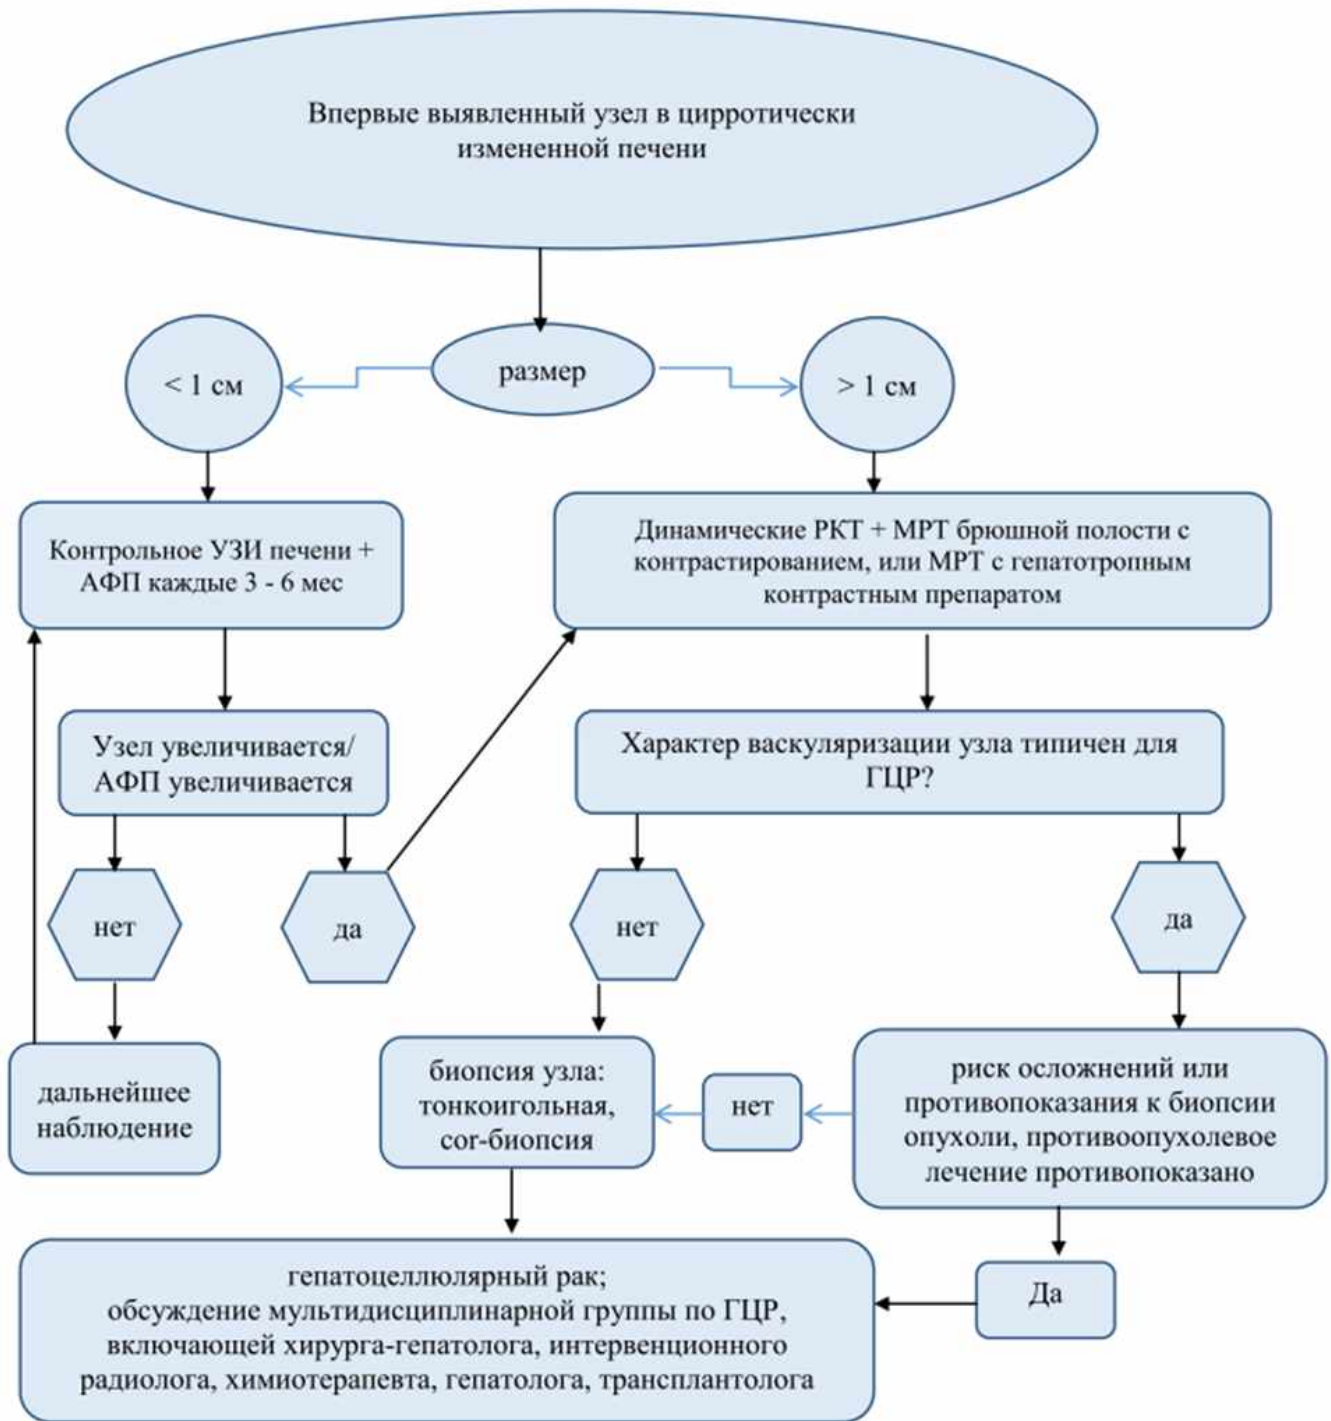 Впервые выявленный узел в цирротически
измененной печени
размер
< 1 см
> 1 см
Контрольное УЗИ печени +
АФП каждые 3 - 6 мес
Динамические РКТ + МРТ брюшной полости с
контрастированием, или МРТ с гепатотропным
контрастным препаратом
Узел увеличивается/
АФП увеличивается
Характер васкуляризации узла типичен для
ГЦР?
нет
да
нет
да
дальнейшее
наблюдение
биопсия узла:
тонкоигольная,
cor-биопсия
нет
риск осложнений или
противопоказания к биопсии
опухоли, противоопухолевое
лечение противопоказано
Да
гепатоцеллюлярный рак;
обсуждение мультидисциплинарной группы по ГЦР,
включающей хирурга-гепатолога, интервенционного
радиолога, химиотерапевта, гепатолога, трансплантолога